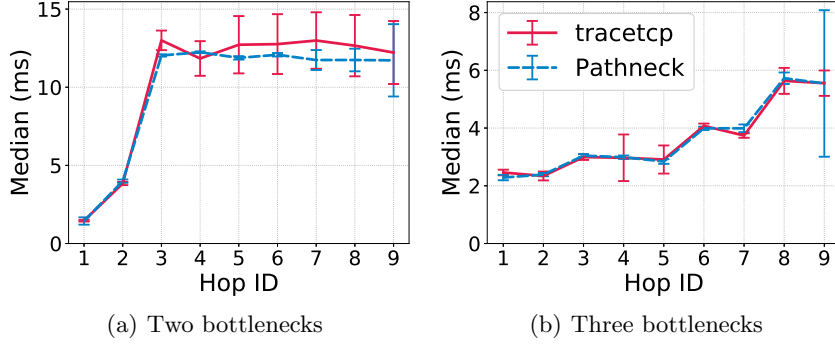 15
10
5
0
Median (ms)
1 2 3 4 5 6 7 8 9
Hop ID
(a) Two bottlenecks
8
6
4
2
0
Median (ms)
tracetcp
Pathneck
1 2 3 4 5 6 7 8 9
Hop ID
(b) Three bottlenecks